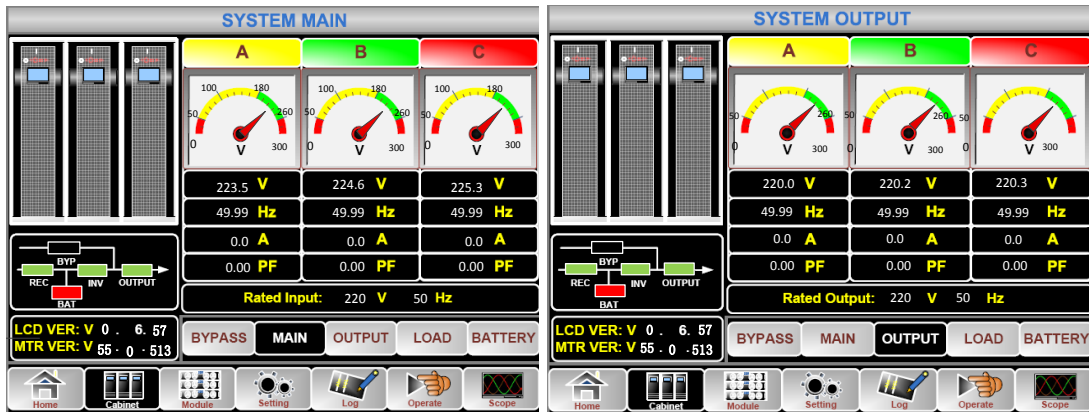 SYSTEM MAIN
A B C
100 180 100 180 100 180
50 260 50 260 50
0 V 300 0 V 300 0 V 300
223.5 V 224.6 V 225.3 V
49.99 Hz 49.99 Hz 49.99 Hz
0.0 A 0.0 A 0.0 A
0.00 PF 0.00 PF 0.00 PF
BYP
REC INV OUTPUT
BAT
Rated Input: 220 V 50 Hz
LCD VER: V 0 . 6. 57
MTR VER: V 55 . 0 . 513
BYPASS MAIN OUTPUT LOAD BATTERY
Home Cabinet Module Setting Log Operate Scope
SYSTEM OUTPUT
A B C
50 260 50 260 50
V 300 0 V 300 0 V 300
220.0 V 220.2 V 220.3 V
49.99 Hz 49.99 Hz 49.99 Hz
0.0 A 0.0 A 0.0 A
0.00 PF 0.00 PF 0.00 PF
BYP
REC INV OUTPUT
BAT
Rated Output: 220 V 50 Hz
LCD VER: V 0 . 6. 57
MTR VER: V 55 . 0 . 513
BYPASS MAIN OUTPUT LOAD BATTERY
Home Cabinet Module Setting Log Operate Scope